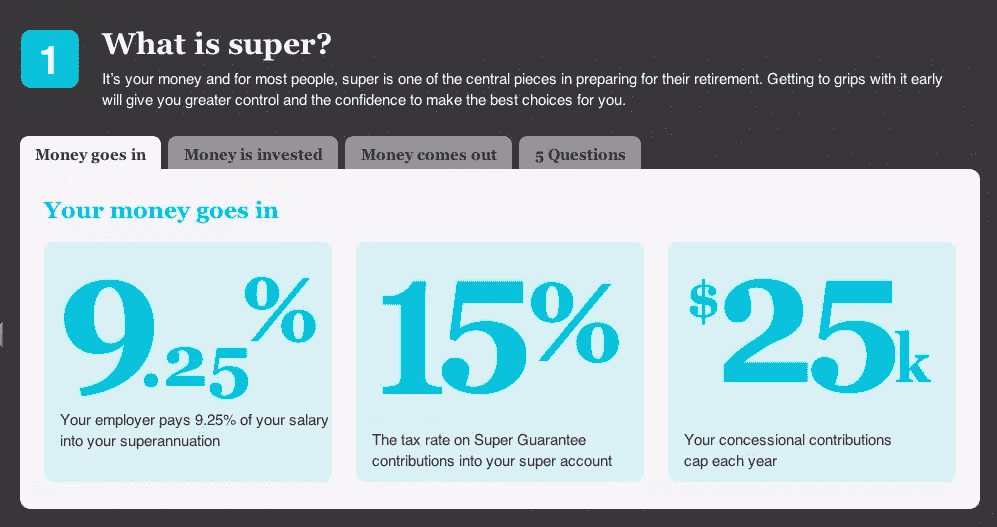 1
What is super?
It's your money and for most people, super is one of the central pieces in preparing for their retirement. Getting to grips with it early
will give you greater control and the confidence to make the best choices for you.
Money goes in
Money is invested
Money comes out
5 Questions
Your money goes in
9.25%
Your employer pays 9.25% of your salary
into your superannuation
15%
The tax rate on Super Guarantee
contributions into your super account
$25k
Your concessional contributions
cap each year